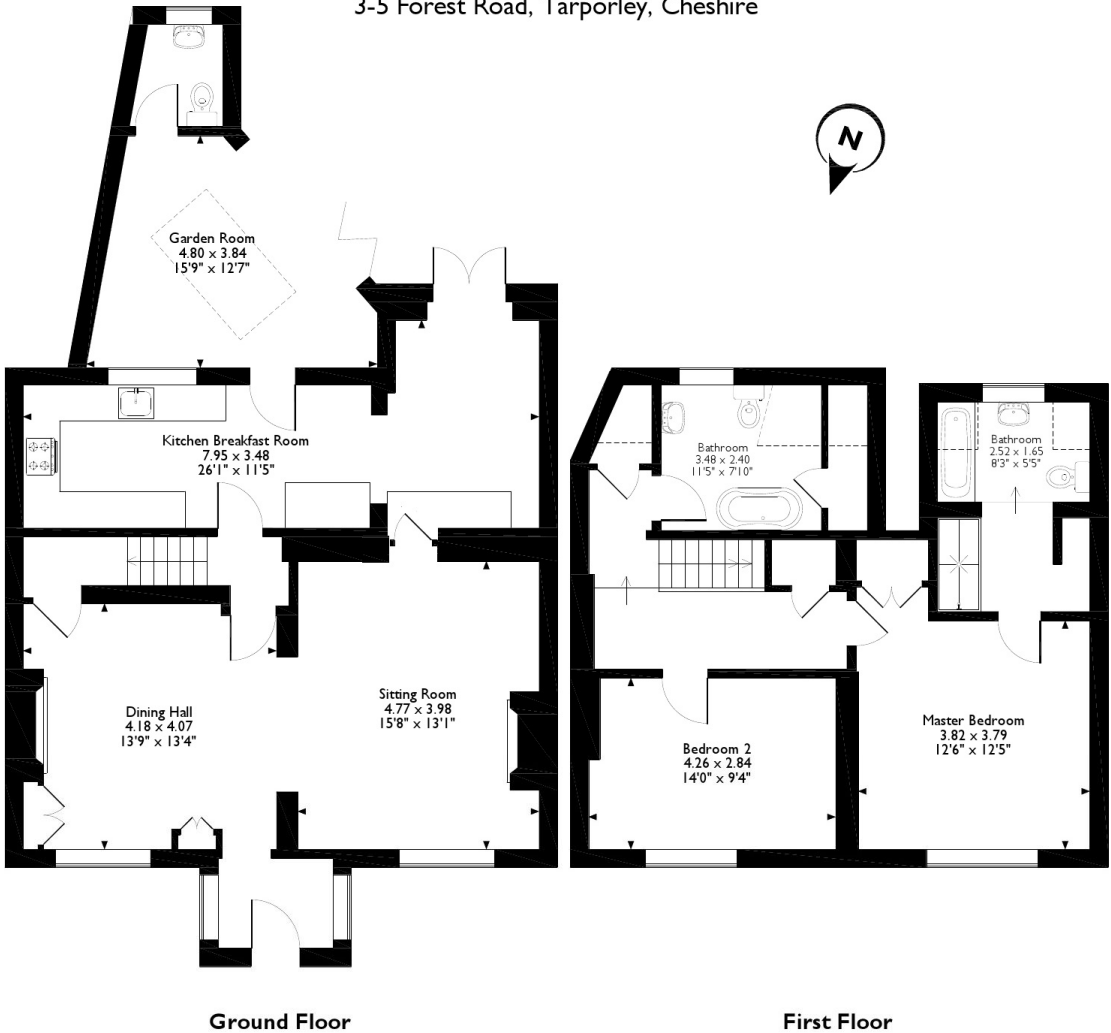 3-5 Forest Road, Tarporley, Cheshire
N
Garden Room
4.80 x 3.84
15'9" x 12'7"
Kitchen Breakfast Room
7.95 x 3.48
26'1" x 11'5"
Dining Hall
4.18 x 4.07
13'9" x 13'4"
Sitting Room
4.77 x 3.98
15'8" x 13'1"
Bathroom
3.48 x 2.40
11'5" x 7'10"
Bathroom
2.52 x 1.65
8'3" x 5'5"
Bedroom 2
4.26 x 2.84
14'0" x 9'4"
Master Bedroom
3.82 x 3.79
12'6" x 12'5"
Ground Floor
First Floor